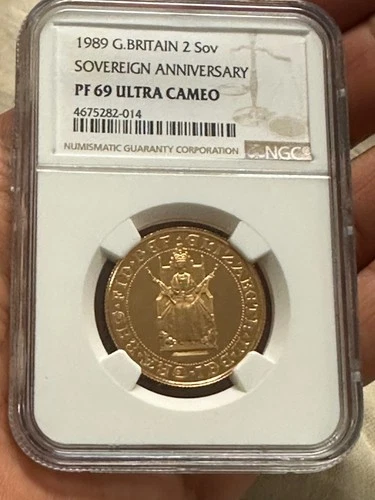 1989 G.BRITAIN 2 Sov
SOVEREIGN ANNIVERSARY
PF 69 ULTRA CAMEO
4675282-014
NUMISMATIC GUARANTY CORPORATION
NGC